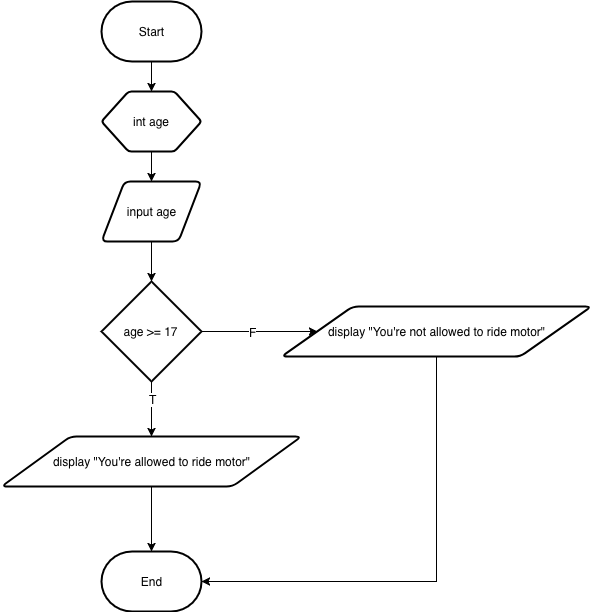 Start
int age
input age
age >= 17
F
display "You're not allowed to ride motor"
T
display "You're allowed to ride motor"
End